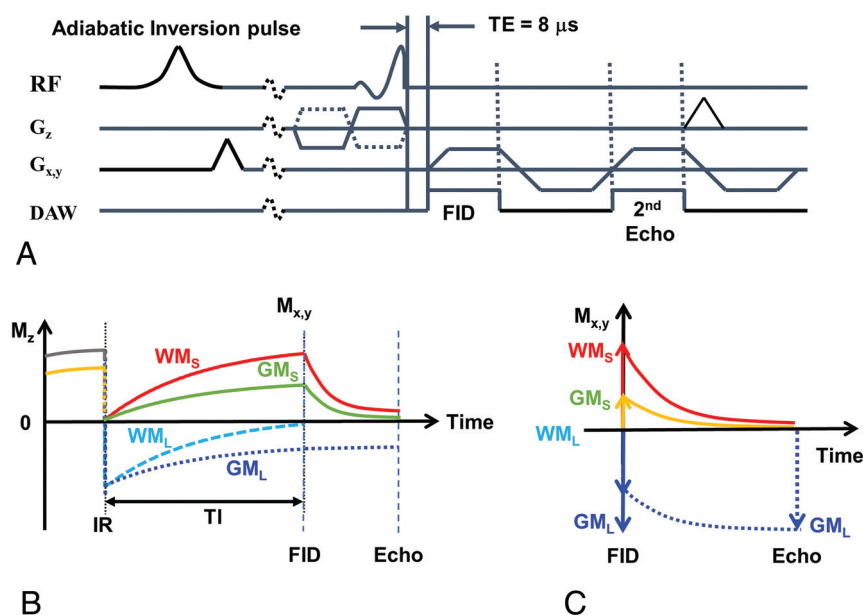 Adiabatic Inversion pulse
TE = 8 μs
RF
Gz
Gx,y
DAW
FID
2nd
Echo
A
Mx,y
Mz
WMS
GMS
0
Time
WML
GML
TI
IR
FID
Echo
B
Mx,y
WMS
GMS
WML
Time
GML
GML
FID
Echo
C